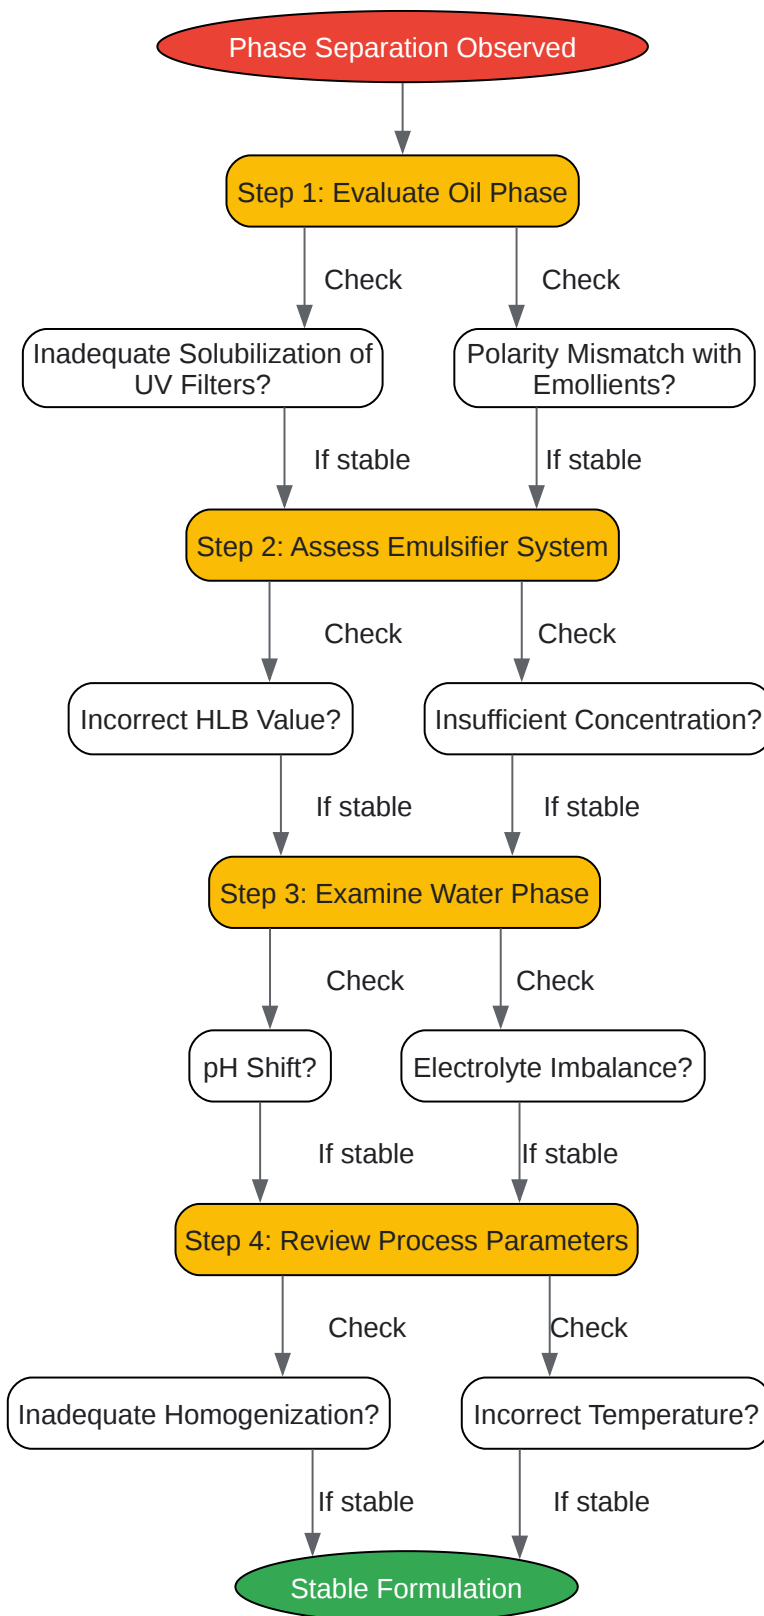 Phase Separation Observed
Step 1: Evaluate Oil Phase
Check
Check
Inadequate Solubilization of
UV Filters?
Polarity Mismatch with
Emollients?
If stable
If stable
Step 2: Assess Emulsifier System
Check
Check
Incorrect HLB Value?
Insufficient Concentration?
If stable
If stable
Step 3: Examine Water Phase
Check
Check
pH Shift?
Electrolyte Imbalance?
If stable
If stable
Step 4: Review Process Parameters
Check
Check
Inadequate Homogenization?
Incorrect Temperature?
If stable
If stable
Stable Formulation